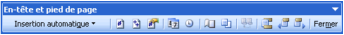 En-tête et pied de page
Insertion automatique Fermer